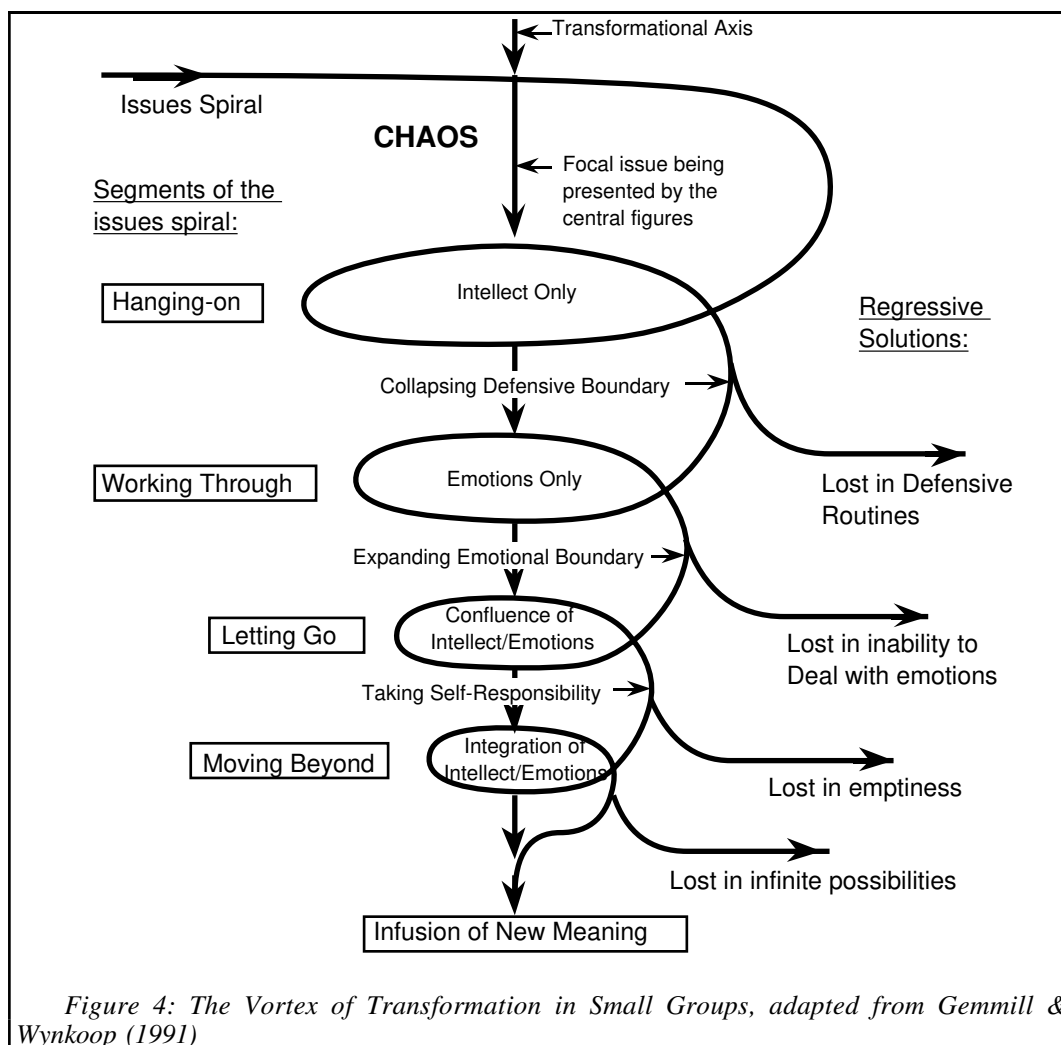 Transformational Axis
Issues Spiral
CHAOS
Focal issue being
presented by the
central figures
Segments of the
issues spiral:
Hanging-on
Intellect Only
Regressive
Solutions:
Collapsing Defensive Boundary
Working Through
Emotions Only
Lost in Defensive
Routines
Expanding Emotional Boundary
Letting Go
Confluence of
Intellect/Emotions
Lost in inability to
Deal with emotions
Taking Self-Responsibility
Moving Beyond
Integration of
Intellect/Emotions
Lost in emptiness
Lost in infinite possibilities
Infusion of New Meaning
Figure 4: The Vortex of Transformation in Small Groups, adapted from Gemmill &
Wynkoop (1991)